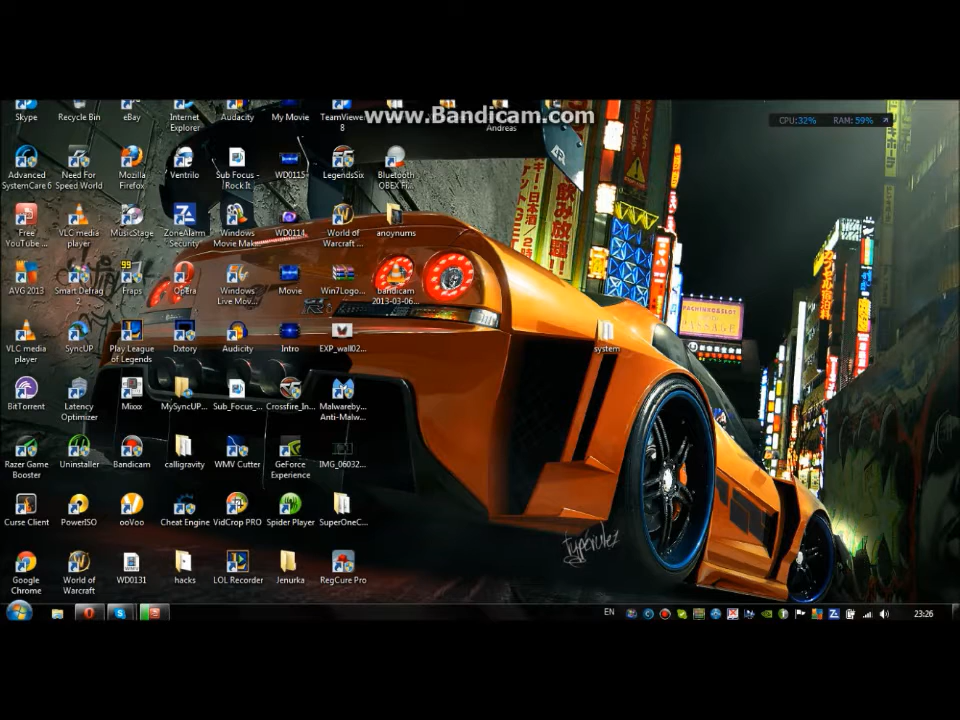 www.Bandicam.com
Skype
Recycle Bin
eBay
Internet
Explorer
Audacity
My Movie
TeamViewe...
8
Andreas
CPU:32%
RAM: 59%
Advanced
SystemCare 6
Need For
Speed World
Mozilla
Firefox
Ventrilo
Sub Focus -
Rock It
WD0115
LegendsSix
Bluetooth
OBEX Fi...
Free
YouTube ...
VLC media
player
MusicStage
ZoneAlarm
Security
Windows
Movie Mak...
WD0114
World of
Warcraft ...
anoynums
AVG 2013
Smart Defrag
2
Fraps
Opera
Windows
Live Mov...
Movie
Win7Logo...
bandicam
2013-03-06...
VLC media
player
SyncUP
Play League
of Legends
Dxtory
Audicity
Intro
EXP_wall02...
system
BitTorrent
Latency
Optimizer
Mixxx
MySyncUP...
Sub_Focus_...
Crossfire_In...
Malwareby...
Anti-Malw...
Razer Game
Booster
Uninstaller
Bandicam
calligravity
WMV Cutter
GeForce
Experience
IMG_06032...
Curse Client
PowerISO
ooVoo
Cheat Engine
VidCrop PRO
Spider Player
SuperOneC...
Typerulez
Google
Chrome
World of
Warcraft
WD0131
hacks
LOL Recorder
Jenurka
RegCure Pro
EN
23:26
飲み放題